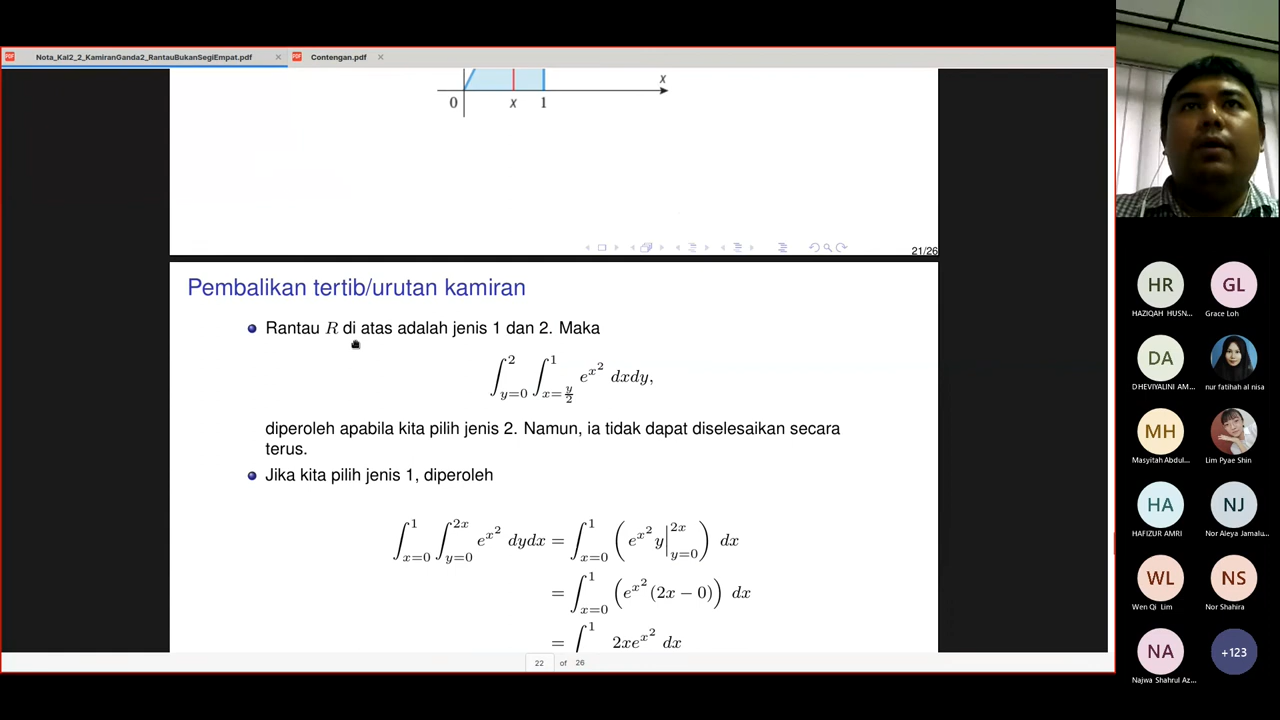 Nota_Kal2_2_KamiranGanda2_RantauBukanSegiEmpat.pdf
Contengan.pdf
x
0 x 1
21/26
Pembalikan tertib/urutan kamiran
Rantau R di atas adalah jenis 1 dan 2. Maka
∫_{y=0}^{2} ∫_{x=y/2}^{1} e^{x^2} dxdy,
diperoleh apabila kita pilih jenis 2. Namun, ia tidak dapat diselesaikan secara
terus.
Jika kita pilih jenis 1, diperoleh
∫_{x=0}^{1} ∫_{y=0}^{2x} e^{x^2} dydx = ∫_{x=0}^{1} ( e^{x^2} y|_{y=0}^{2x} ) dx
= ∫_{x=0}^{1} ( e^{x^2} (2x − 0) ) dx
= ∫^{1} 2xe^{x^2} dx
22 of 26
HR
HAZIQAH HUSN...
GL
Grace Loh
DA
DHEVIYALINI AM...
nur fatihah al nisa
MH
Masyitah Abdul...
Lim Pyae Shin
HA
HAFIZUR AMRI
NJ
Nor Aleya Jamalu...
WL
Wen Qi Lim
NS
Nor Shahira
NA
Najwa Shahrul Az...
+123